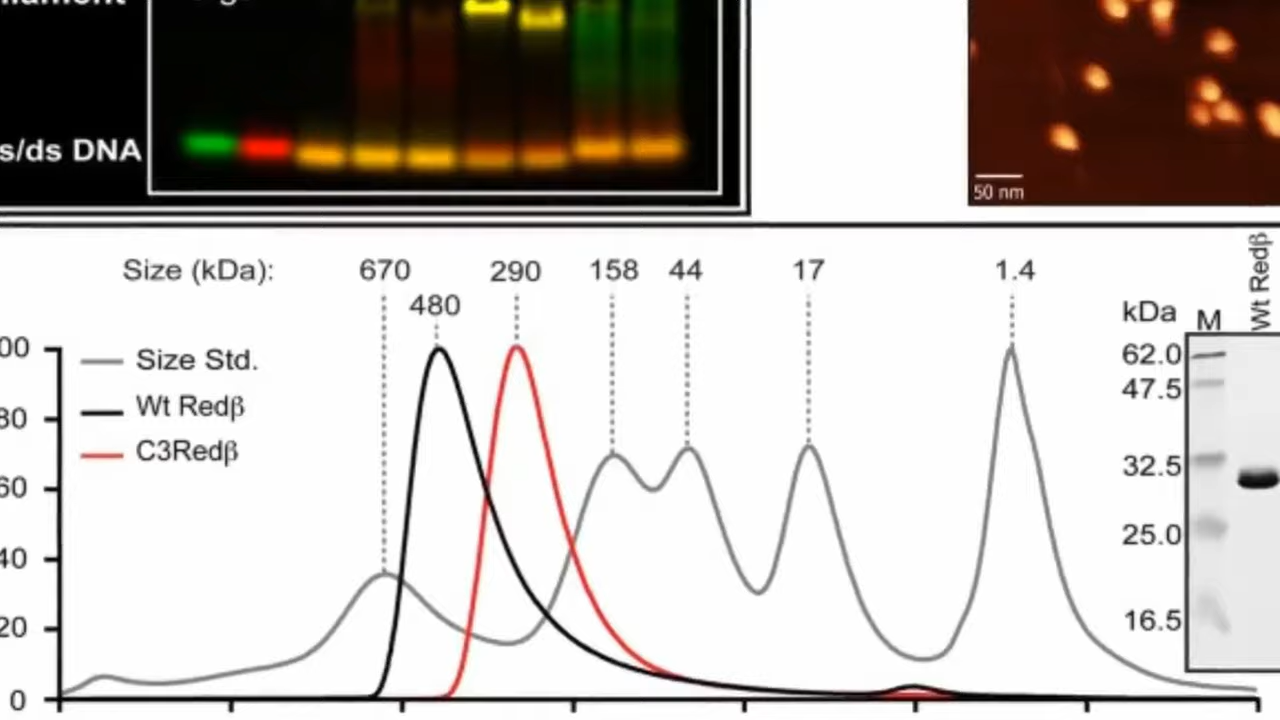 s/ds DNA
50 nm
Size (kDa): 670 290 158 44 17 1.4
480
Size Std.
Wt Redβ
C3Redβ
00
80
60
40
20
0
kDa M Wt Redβ
62.0
47.5
32.5
25.0
16.5